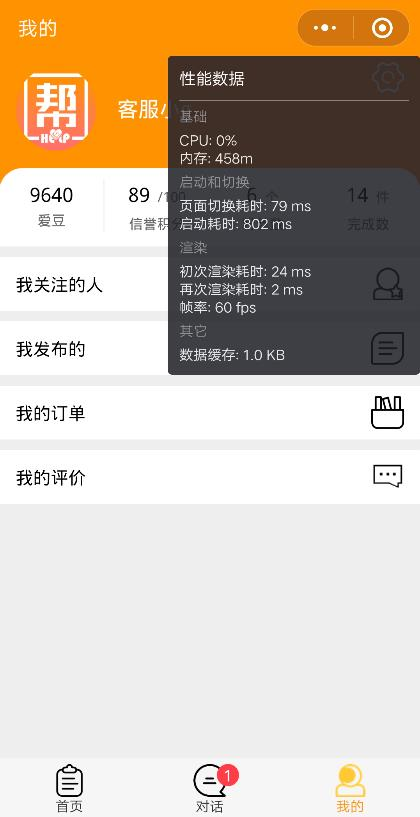 我的
性能数据
帮
HELP
客服小
基础
CPU: 0%
内存: 458m
启动和切换
9640
89 /100
6 个
14 件
页面切换耗时: 79 ms
爱豆
信誉积分
启动耗时: 802 ms
完成数
渲染
初次渲染耗时: 24 ms
我关注的人
再次渲染耗时: 2 ms
帧率: 60 fps
其它
我发布的
数据缓存: 1.0 KB
我的订单
我的评价
1
首页
对话
我的